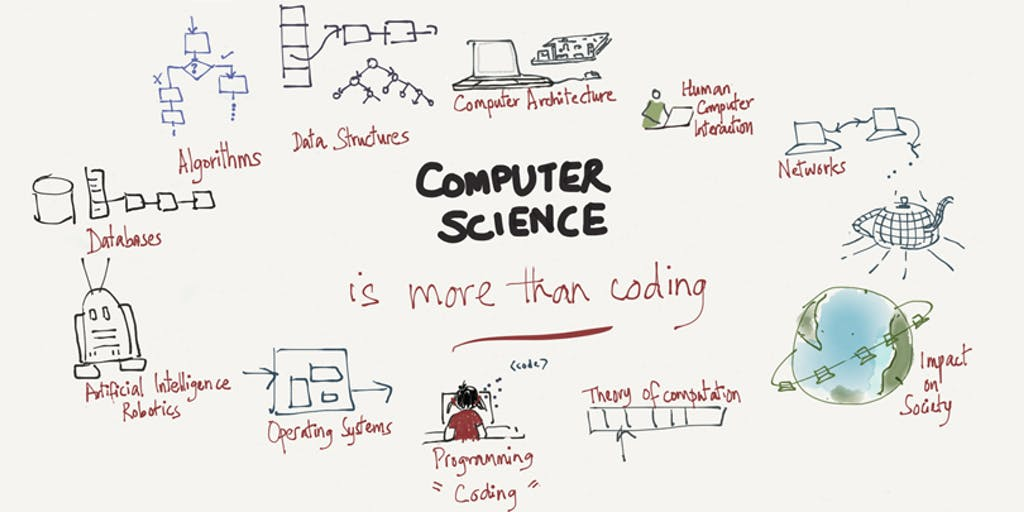 Algorithms
Data Structures
Computer Architecture
Human
Computer
Interaction
Networks
Databases
COMPUTER
SCIENCE
is more than coding
Artificial Intelligence
Robotics
Operating Systems
<code>
Programming
"Coding"
Theory of computation
Impact
on
Society
?
x